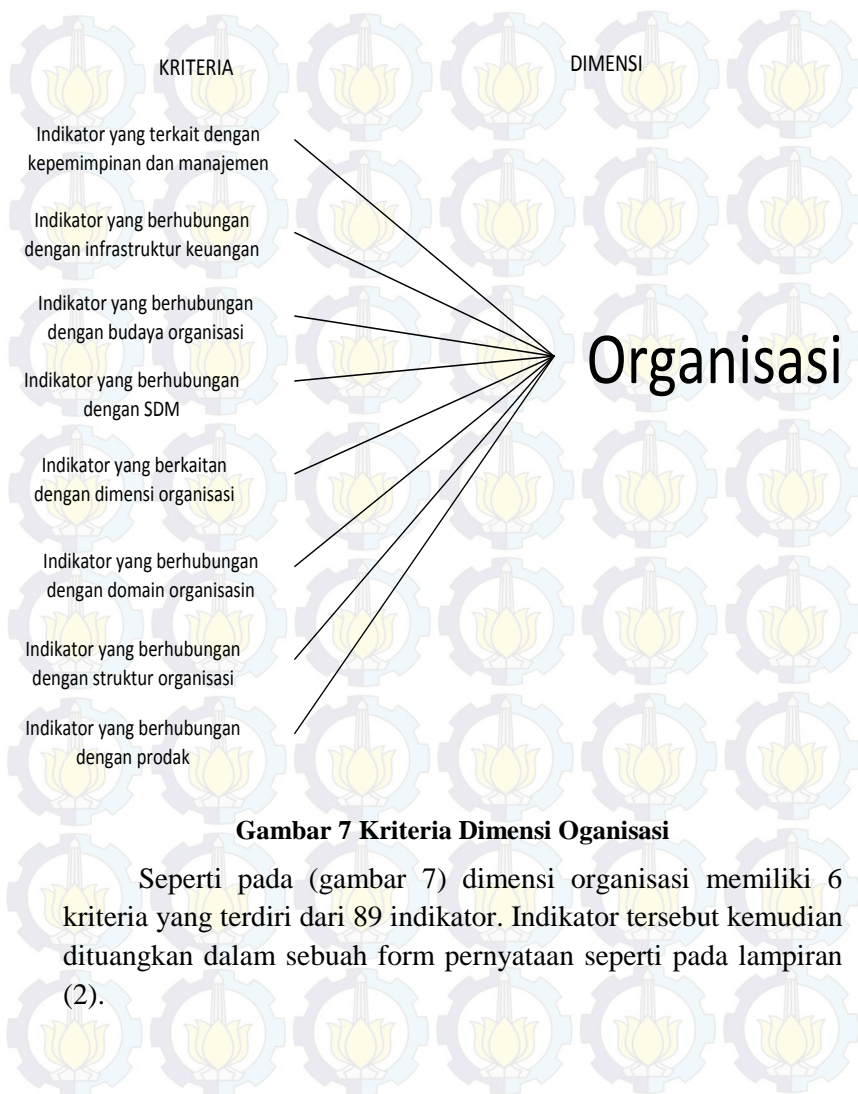 KRITERIA
DIMENSI
Indikator yang terkait dengan
kepemimpinan dan manajemen
Indikator yang berhubungan
dengan infrastruktur keuangan
Indikator yang berhubungan
dengan budaya organisasi
Indikator yang berhubungan
dengan SDM
Indikator yang berkaitan
dengan dimensi organisasi
Indikator yang berhubungan
dengan domain organisasin
Indikator yang berhubungan
dengan struktur organisasi
Indikator yang berhubungan
dengan prodak
Organisasi
Gambar 7 Kriteria Dimensi Oganisasi
Seperti pada (gambar 7) dimensi organisasi memiliki 6
kriteria yang terdiri dari 89 indikator. Indikator tersebut kemudian
dituangkan dalam sebuah form pernyataan seperti pada lampiran
(2).